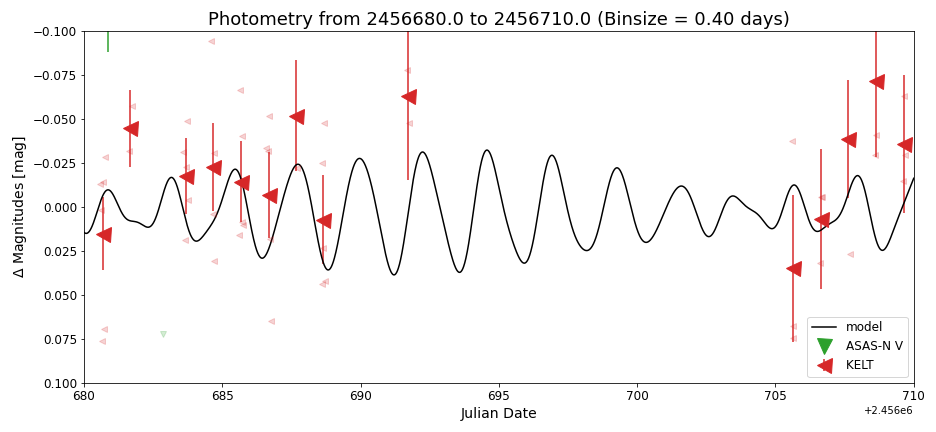 Photometry from 2456680.0 to 2456710.0 (Binsize = 0.40 days)
−0.100
−0.075
−0.050
−0.025
0.000
0.025
0.050
0.075
0.100
Δ Magnitudes [mag]
model
ASAS-N V
KELT
680
685
690
695
700
705
710
Julian Date
+2.456e6